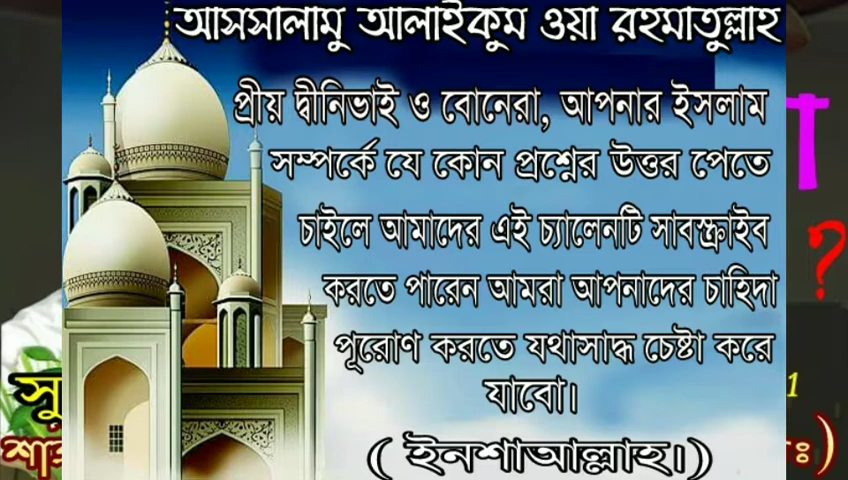 আসসালামু আলাইকুম ওয়া রহমাতুল্লাহ
প্রীয় দ্বীনিভাই ও বোনেরা, আপনার ইসলাম
সম্পর্কে যে কোন প্রশ্নের উত্তর পেতে
চাইলে আমাদের এই চ্যালেনটি সাবস্ক্রাইব
করতে পারেন আমরা আপনাদের চাহিদা
পূরোণ করতে যথাসাদ্ধ চেষ্টা করে
যাবো।
( ইনশাআল্লাহ।)